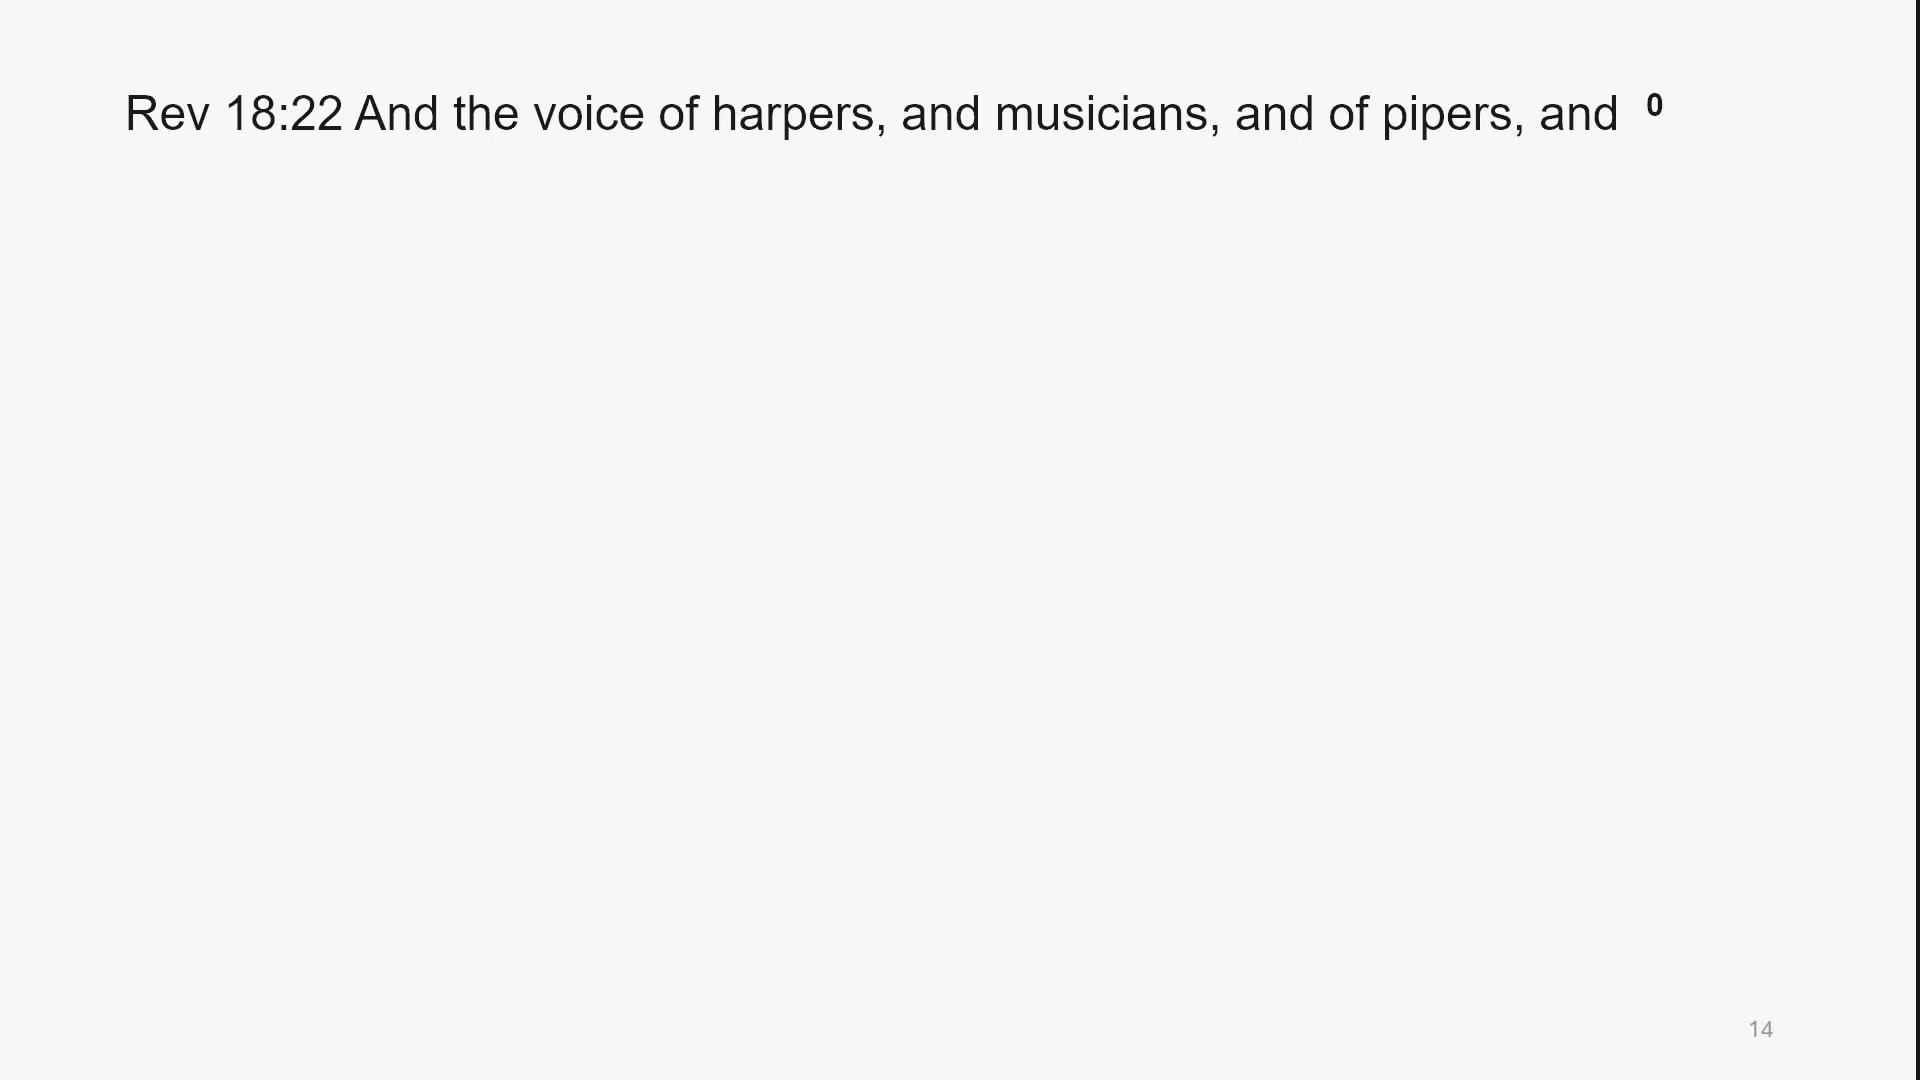 Rev 18:22 And the voice of harpers, and musicians, and of pipers, and 0
14